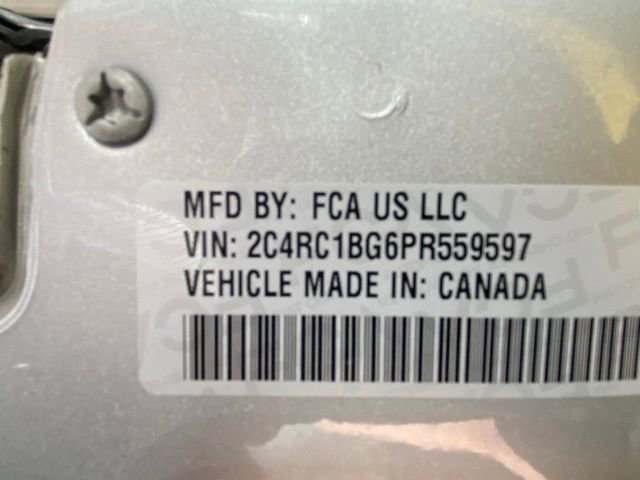 MFD BY: FCA US LLC
VIN: 2C4RC1BG6PR559597
VEHICLE MADE IN: CANADA